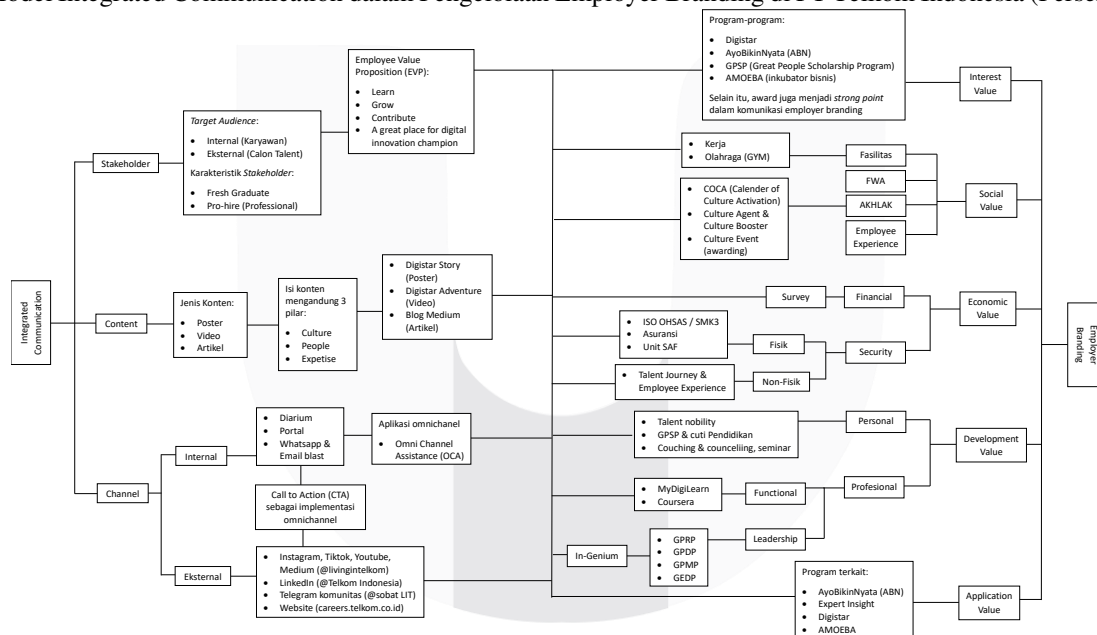 Model Integrated Communication dalam Pengelolaan Employer Branding di PT Telkom Indonesia (Perse
Integrated
Communication
Stakeholder
Target Audience:
• Internal (Karyawan)
• Eksternal (Calon Talent)
Karakteristik Stakeholder:
• Fresh Graduate
• Pro-hire (Professional)
Employee Value
Proposition (EVP):
• Learn
• Grow
• Contribute
• A great place for digital
innovation champion
Content
Jenis Konten:
• Poster
• Video
• Artikel
Isi konten
mengandung 3
pilar:
• Culture
• People
• Expetise
• Digistar Story
(Poster)
• Digistar Adventure
(Video)
• Blog Medium
(Artikel)
Channel
Internal
• Diarium
• Portal
• Whatsapp &
Email blast
Aplikasi omnichanel
• Omni Channel
Assistance (OCA)
Call to Action (CTA)
sebagai implementasi
omnichannel
Eksternal
• Instagram, Tiktok, Youtube,
Medium (@livingintelkom)
• LinkedIn (@Telkom Indonesia)
• Telegram komunitas (@sobat LIT)
• Website (careers.telkom.co.id)
Program-program:
• Digistar
• AyoBikinNyata (ABN)
• GPSP (Great People Scholarship Program)
• AMOEBA (inkubator bisnis)
Selain itu, award juga menjadi strong point
dalam komunikasi employer branding
Interest
Value
• Kerja
• Olahraga (GYM)
Fasilitas
FWA
• COCA (Calender of
Culture Activation)
• Culture Agent &
Culture Booster
• Culture Event
(awarding)
AKHLAK
Employee
Experience
Social
Value
Survey
Financial
• ISO OHSAS / SMK3
• Asuransi
• Unit SAF
Fisik
• Talent Journey &
Employee Experience
Non-Fisik
Security
Economic
Value
• Talent nobility
• GPSP & cuti Pendidikan
• Couching & counceliing, seminar
Personal
• MyDigiLearn
• Coursera
Functional
Profesional
In-Genium
• GPRP
• GPDP
• GPMP
• GEDP
Leadership
Development
Value
Program terkait:
• AyoBikinNyata (ABN)
• Expert Insight
• Digistar
• AMOEBA
Application
Value
Employer
Branding